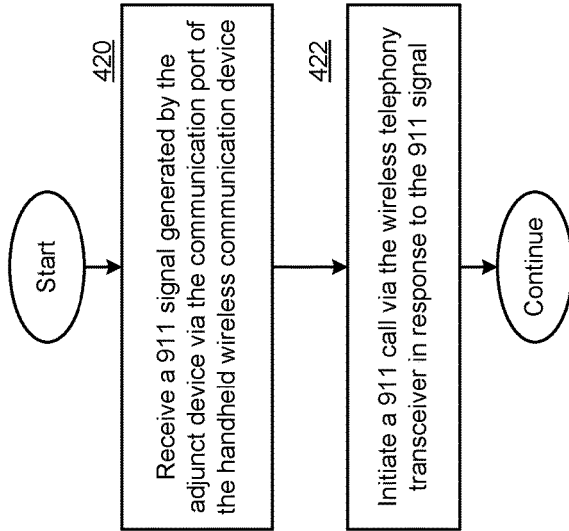 Start
420
Receive a 911 signal generated by the
adjunct device via the communication port of
the handheld wireless communication device
422
Initiate a 911 call via the wireless telephony
transceiver in response to the 911 signal
Continue